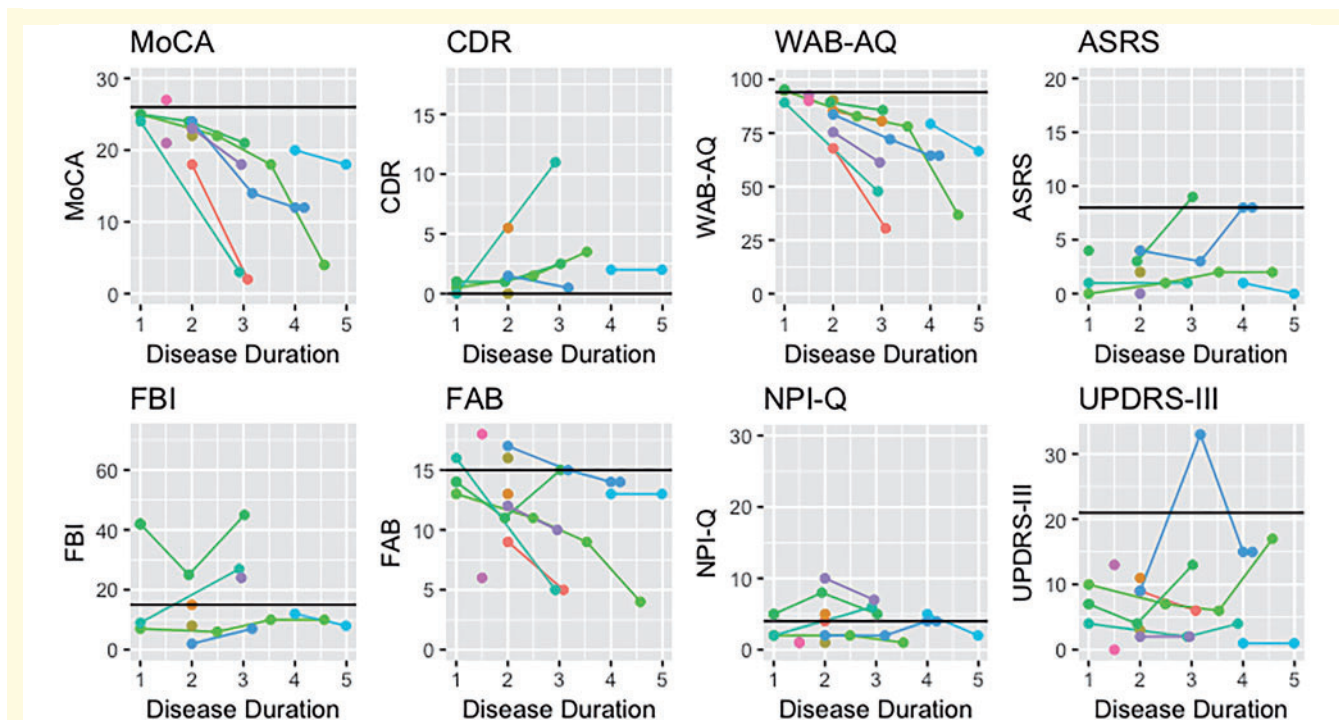 MoCA CDR WAB-AQ ASRS
30 20 10 0 MoCA 1 2 3 4 5
15 10 5 0 CDR 1 2 3 4 5
100 75 50 25 0 WAB-AQ 1 2 3 4 5
20 15 10 5 0 ASRS 1 2 3 4 5
Disease Duration Disease Duration Disease Duration Disease Duration
FBI FAB NPI-Q UPDRS-III
60 40 20 0 FBI 1 2 3 4 5
15 10 5 FAB 1 2 3 4 5
30 20 10 0 NPI-Q 1 2 3 4 5
30 20 10 0 UPDRS-III 1 2 3 4 5
Disease Duration Disease Duration Disease Duration Disease Duration